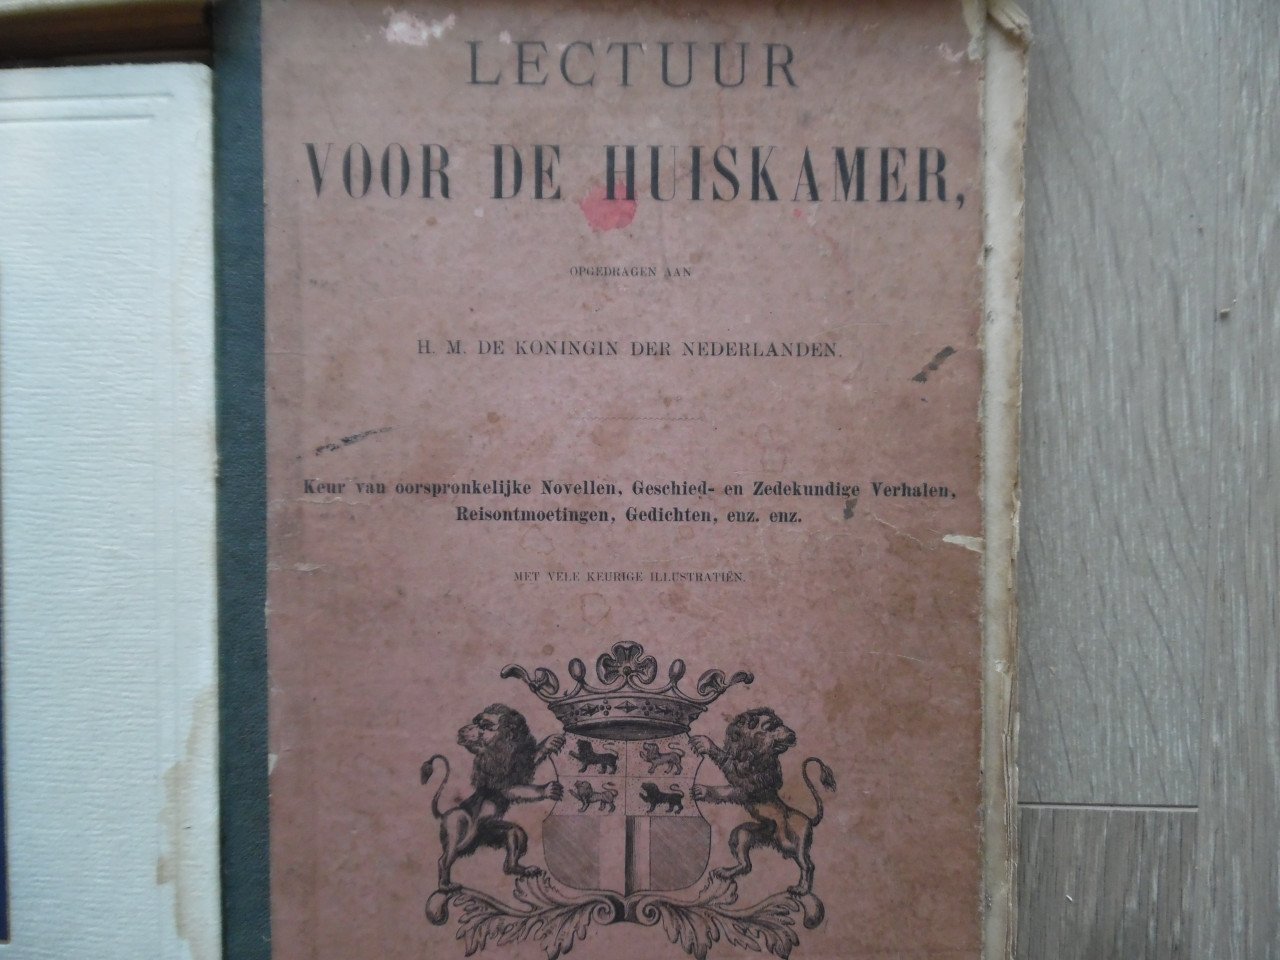 LECTUUR
VOOR DE HUISKAMER,
OPGEDRAGEN AAN
H. M. DE KONINGIN DER NEDERLANDEN.
Keur van oorspronkelijke Novellen, Geschied- en Zedekundige Verhalen,
Reisontmoetingen, Gedichten, enz. enz.
MET VELE KEURIGE ILLUSTRATIËN.